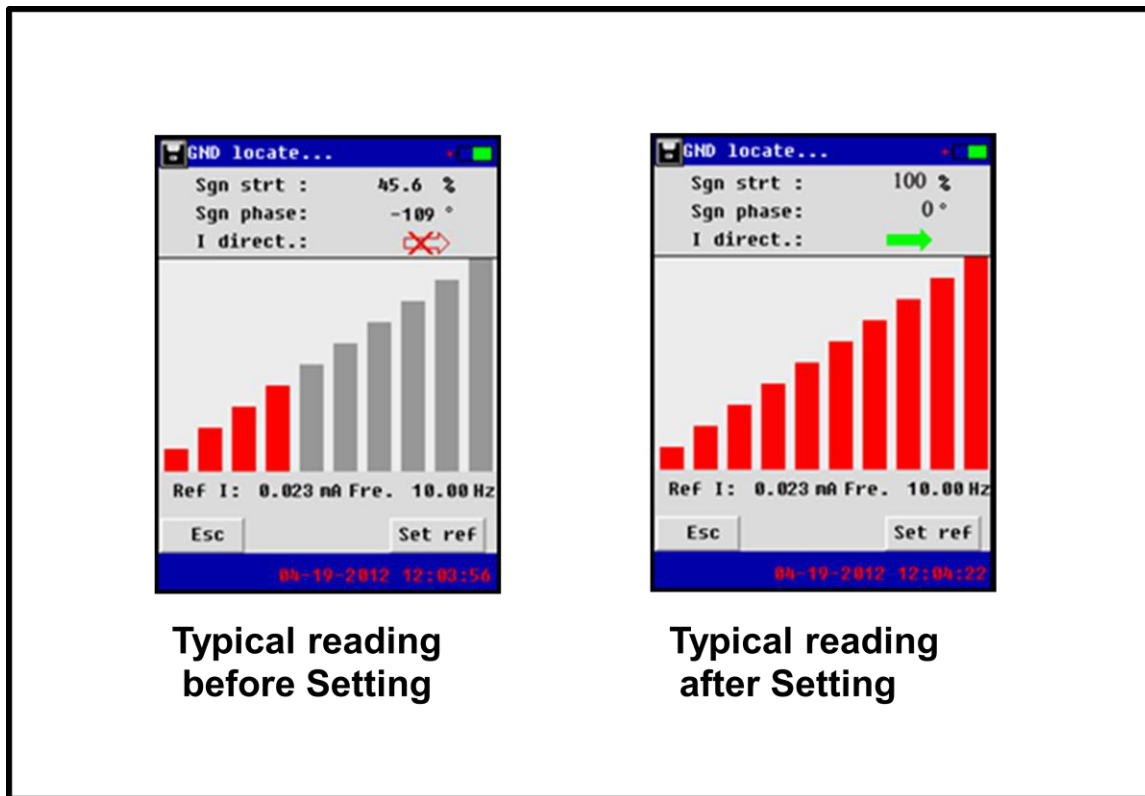 GND locate...
Sgn strt : 45.6 %
Sgn phase: -109 °
I direct.:
Ref I: 0.023 mA Fre. 10.00 Hz
Esc Set ref
04-19-2012 12:03:56
Typical reading
before Setting
GND locate...
Sgn strt : 100 %
Sgn phase: 0 °
I direct.:
Ref I: 0.023 mA Fre. 10.00 Hz
Esc Set ref
04-19-2012 12:04:22
Typical reading
after Setting